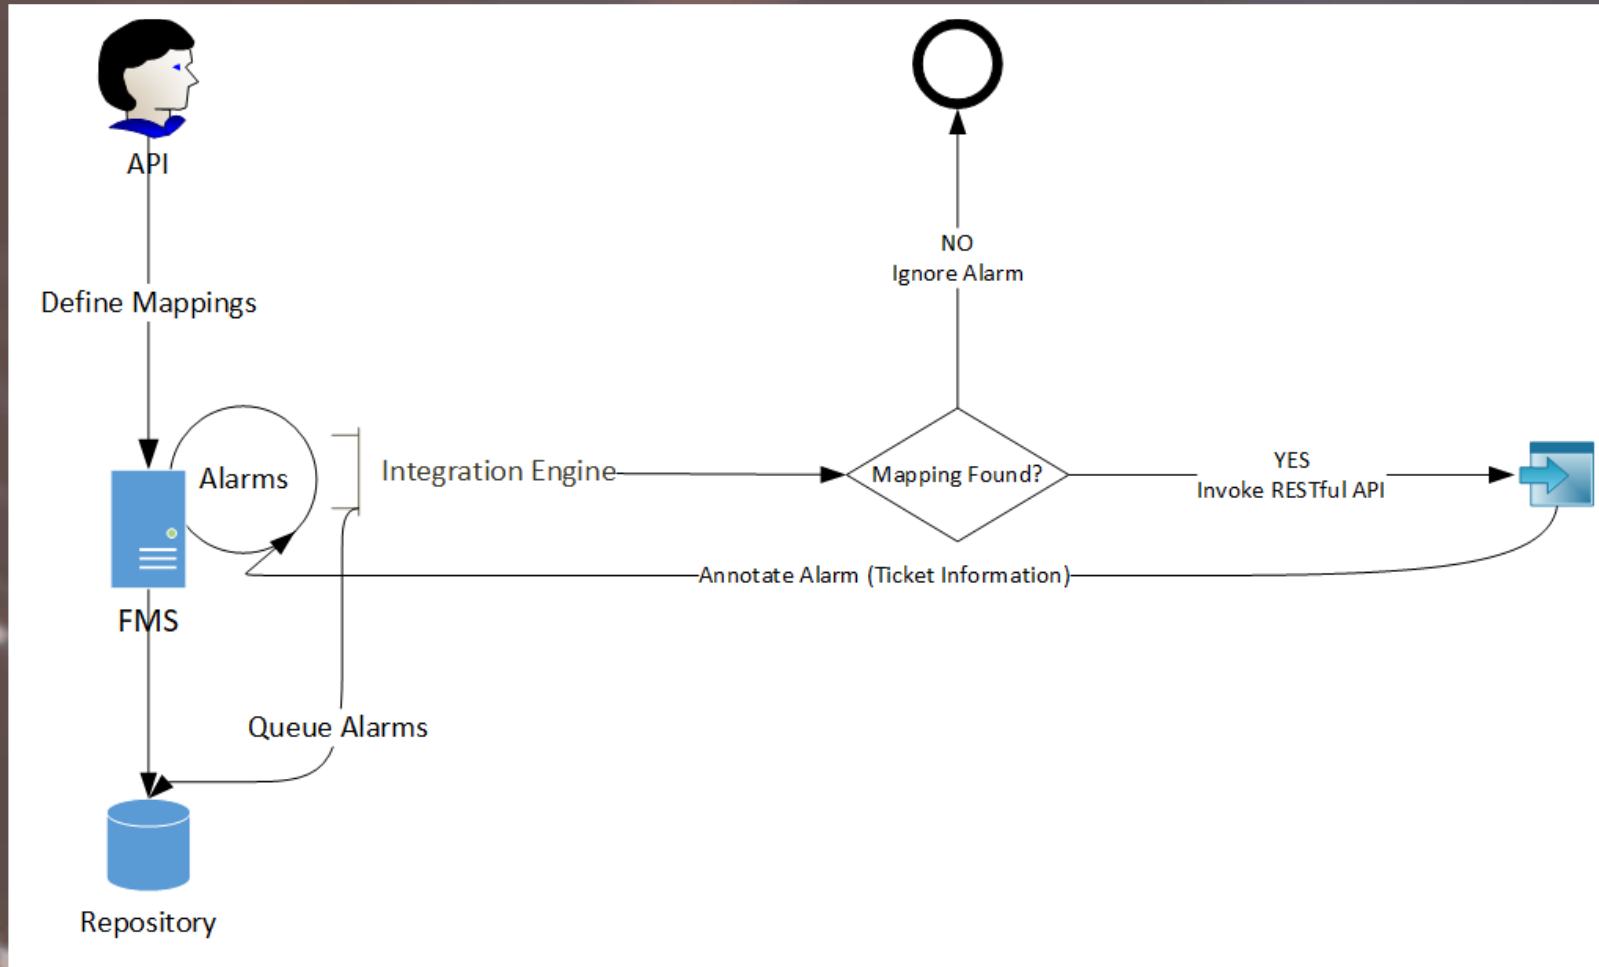 API
NO
Ignore Alarm
Define Mappings
Alarms
Integration Engine
Mapping Found?
YES
Invoke RESTful API
Annotate Alarm (Ticket Information)
FMS
Queue Alarms
Repository